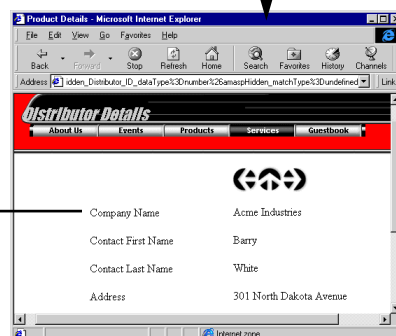 Product Details - Microsoft Internet Explorer
File Edit View Go Favorites Help
Back Forward Stop Refresh Home Search Favorites History Channels
Address idden_Distributor_ID_dataType%3Dnumber%26amaspHidden_matchType%3Dundefined Link
Distributor Details
About Us Events Products Services Guestbook
Company Name Acme Industries
Contact First Name Barry
Contact Last Name White
Address 301 North Dakota Avenue
Internet zone